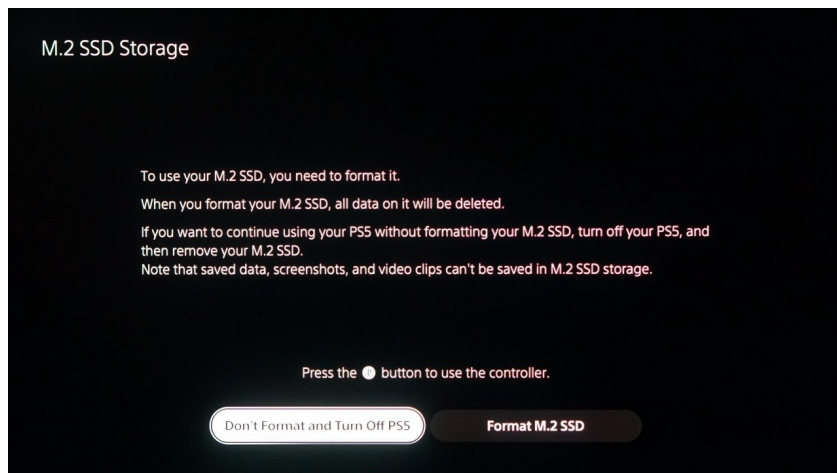 M.2 SSD Storage
To use your M.2 SSD, you need to format it.
When you format your M.2 SSD, all data on it will be deleted.
If you want to continue using your PS5 without formatting your M.2 SSD, turn off your PS5, and
then remove your M.2 SSD.
Note that saved data, screenshots, and video clips can't be saved in M.2 SSD storage.
Press the button to use the controller.
Don't Format and Turn Off PS5
Format M.2 SSD